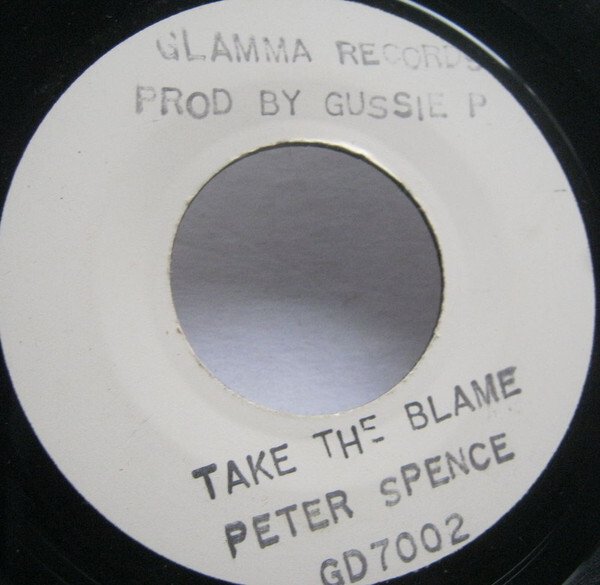 GLAMMA RECORDS
PROD BY GUSSIE P
TAKE THE BLAME
PETER SPENCE
GD7002